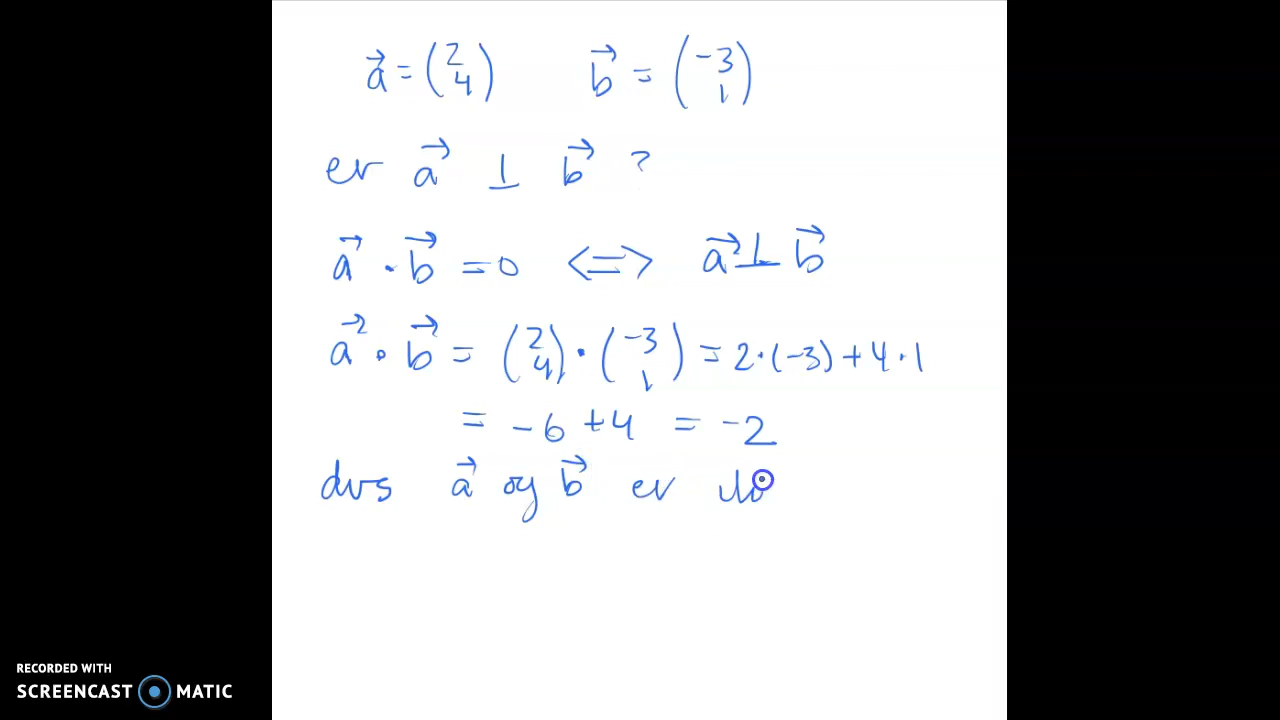 a⃗ = (2 4) b⃗ = (-3 1)
er a⃗ ⊥ b⃗ ?
a⃗ · b⃗ = 0 <=> a⃗ ⊥ b⃗
a⃗ · b⃗ = (2 4) · (-3 1) = 2 · (-3) + 4 · 1
= -6 + 4 = -2
dvs a⃗ og b⃗ er
RECORDED WITH
SCREENCAST MATIC